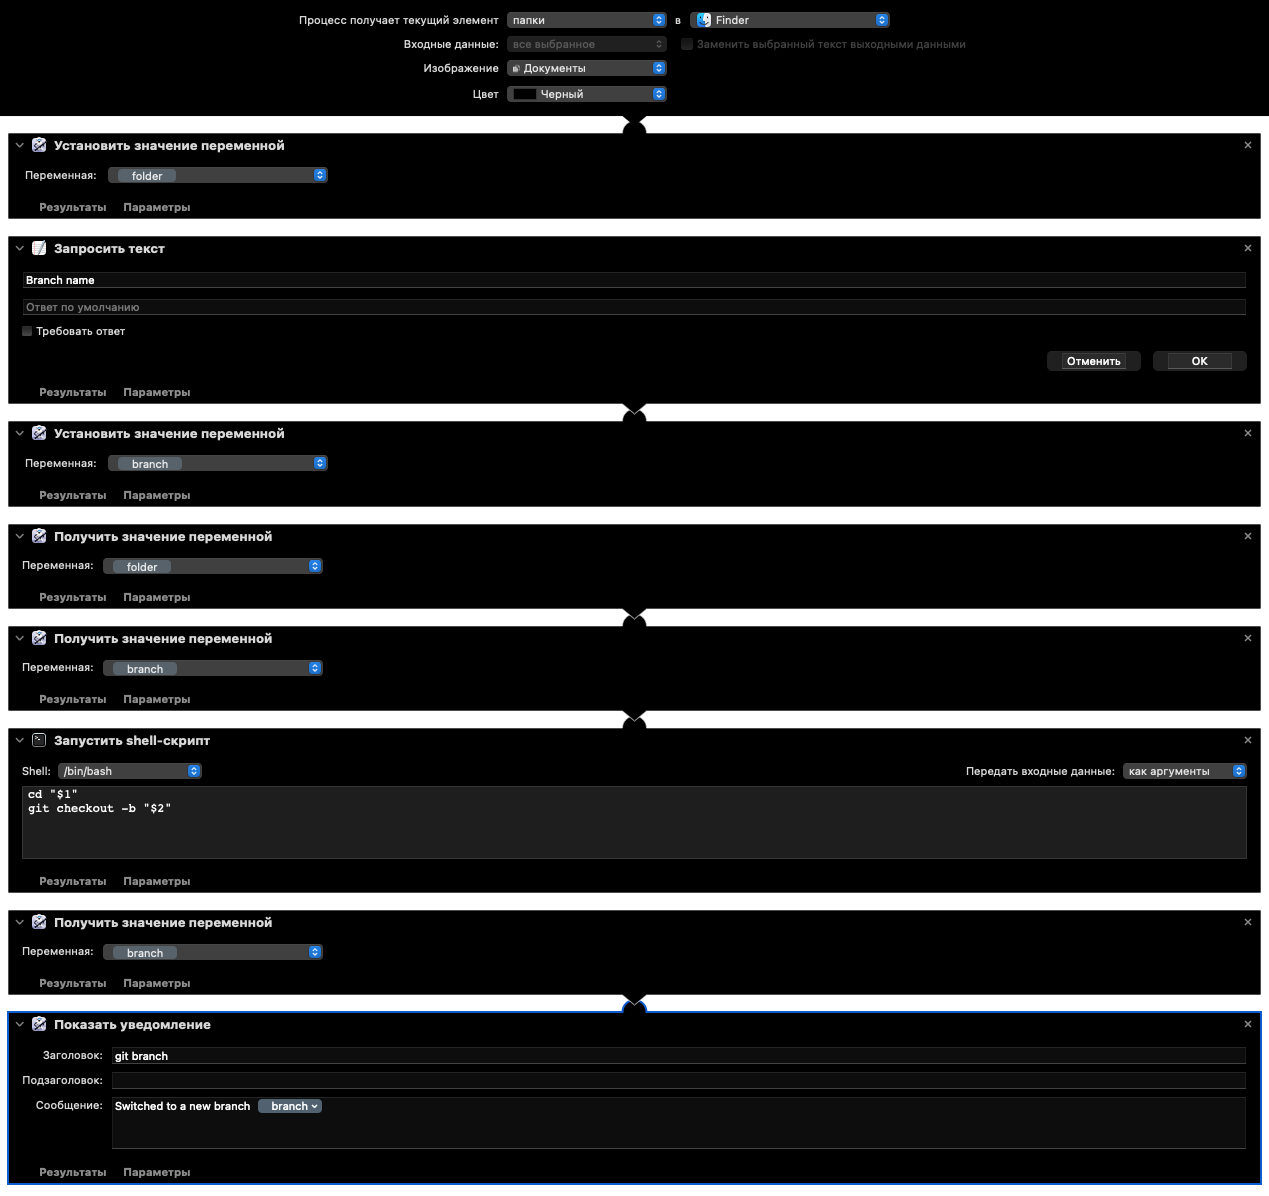 Процесс получает текущий элемент папки в Finder
Входные данные: все выбранное Заменить выбранный текст выходными данными
Изображение Документы
Цвет Черный
Установить значение переменной
Переменная: folder
Результаты Параметры
Запросить текст
Branch name
Ответ по умолчанию
Требовать ответ
Отменить OK
Результаты Параметры
Установить значение переменной
Переменная: branch
Результаты Параметры
Получить значение переменной
Переменная: folder
Результаты Параметры
Получить значение переменной
Переменная: branch
Результаты Параметры
Запустить shell-скрипт
Shell: /bin/bash Передать входные данные: как аргументы
cd "$1"
git checkout -b "$2"
Результаты Параметры
Получить значение переменной
Переменная: branch
Результаты Параметры
Показать уведомление
Заголовок: git branch
Подзаголовок:
Сообщение: Switched to a new branch branch
Результаты Параметры